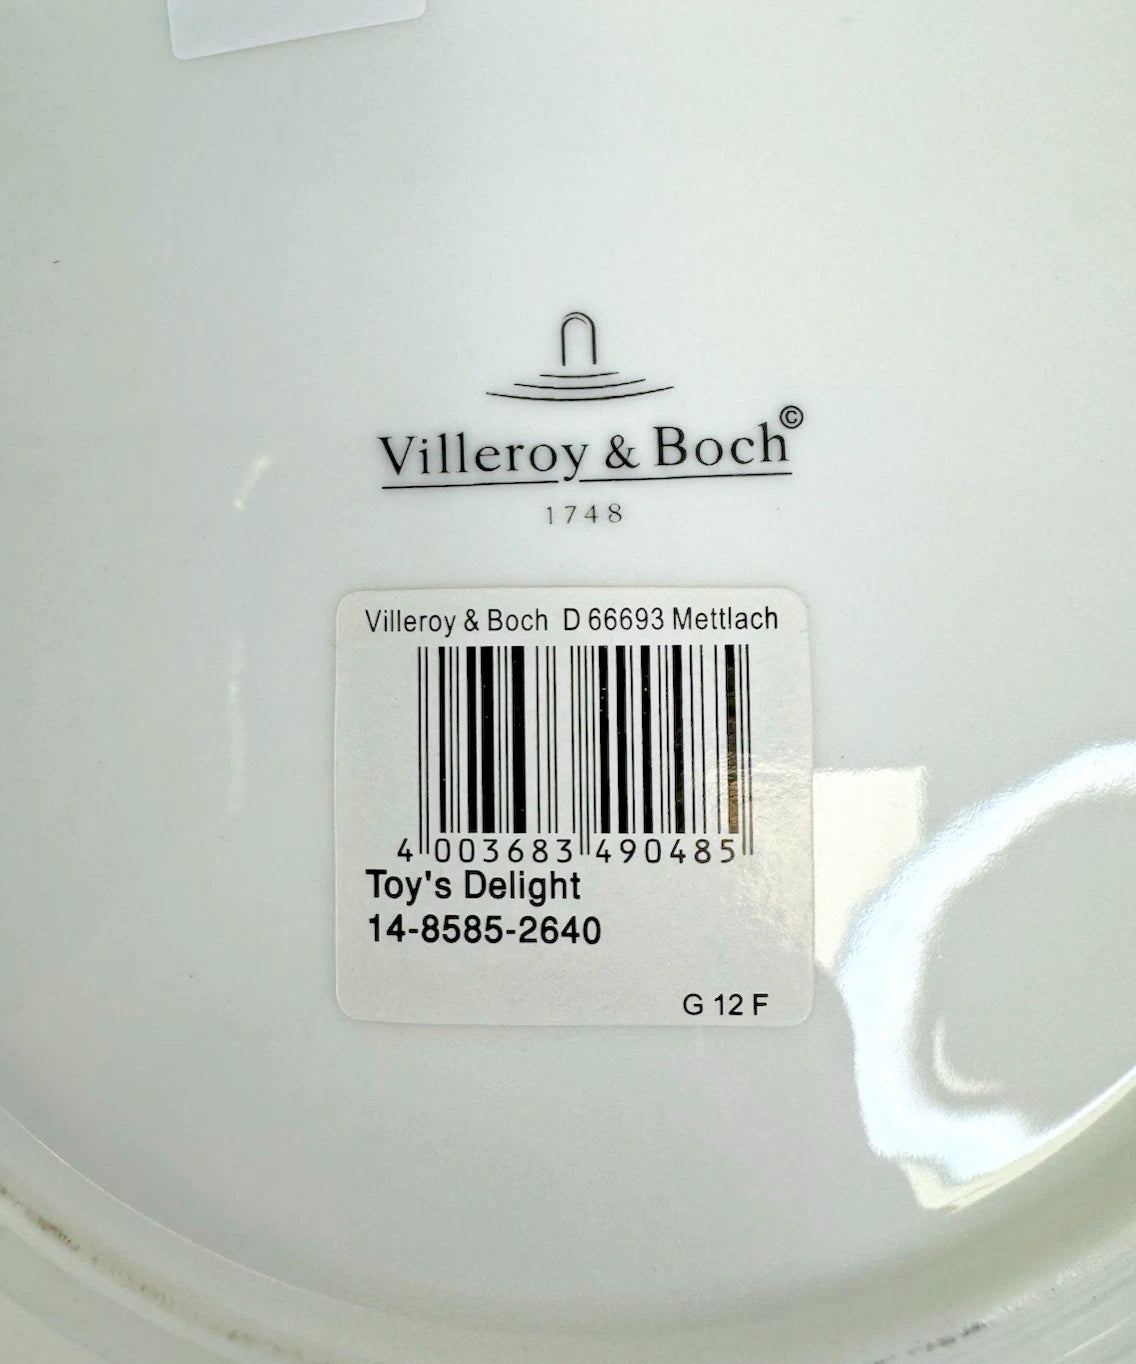 Villeroy & Boch©
1748
Villeroy & Boch D 66693 Mettlach
4 003683 490485
Toy's Delight
14-8585-2640
G 12 F